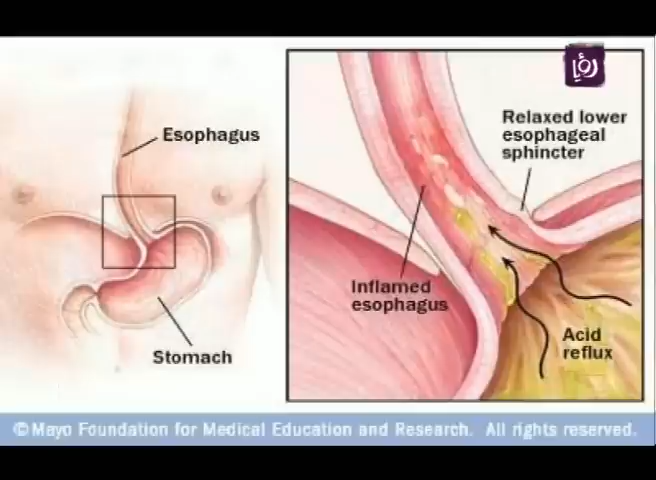 رؤيا
Esophagus
Stomach
Relaxed lower
esophageal
sphincter
Inflamed
esophagus
Acid
reflux
©Mayo Foundation for Medical Education and Research. All rights reserved.